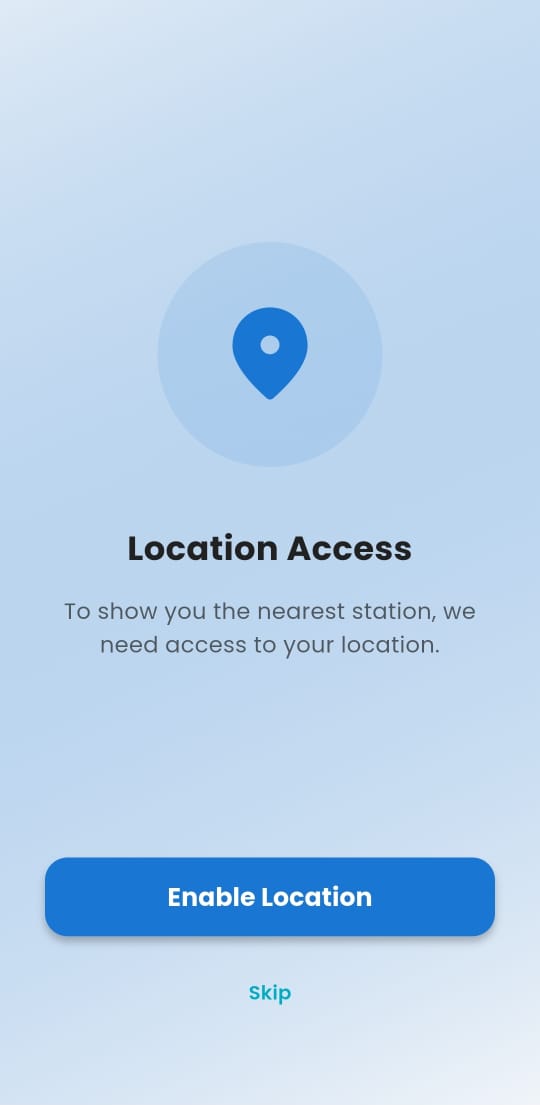 Location Access
To show you the nearest station, we
need access to your location.
Enable Location
Skip